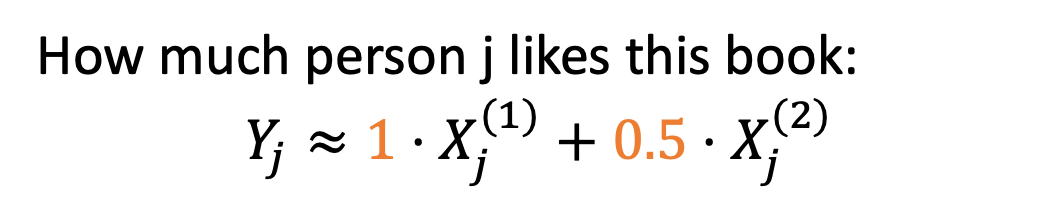 How much person j likes this book:
Yⱼ ≈ 1 · Xⱼ⁽¹⁾ + 0.5 · Xⱼ⁽²⁾